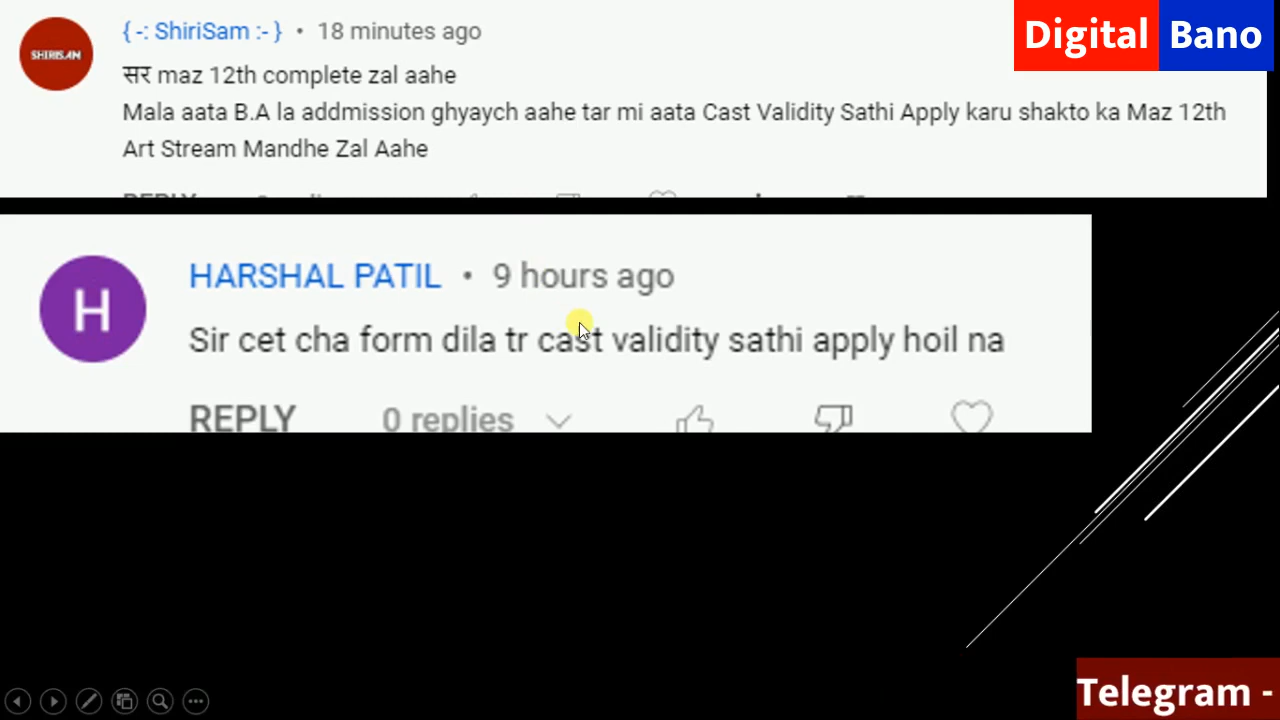 Digital Bano
SHIRISAM
{ -: ShiriSam :- } • 18 minutes ago
सर maz 12th complete zal aahe
Mala aata B.A la addmission ghyaych aahe tar mi aata Cast Validity Sathi Apply karu shakto ka Maz 12th
Art Stream Mandhe Zal Aahe
REPLY
H
HARSHAL PATIL • 9 hours ago
Sir cet cha form dila tr cast validity sathi apply hoil na
REPLY 0 replies
Telegram -